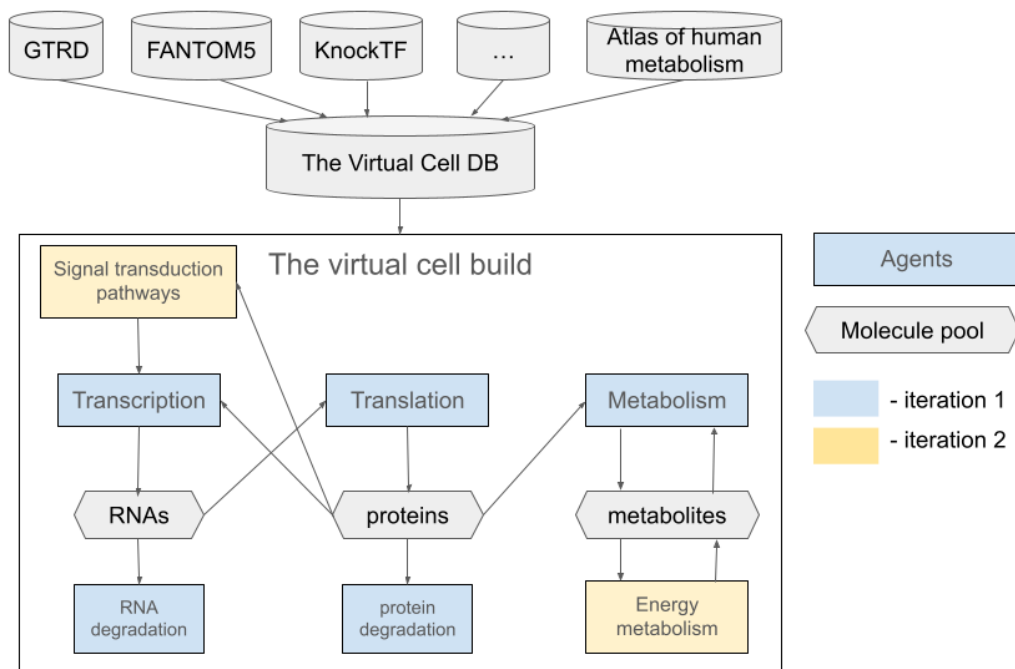 GTRD
FANTOM5
KnockTF
...
Atlas of human
metabolism
The Virtual Cell DB
The virtual cell build
Signal transduction
pathways
Agents
Molecule pool
Transcription
Translation
Metabolism
- iteration 1
- iteration 2
RNAs
proteins
metabolites
RNA
degradation
protein
degradation
Energy
metabolism